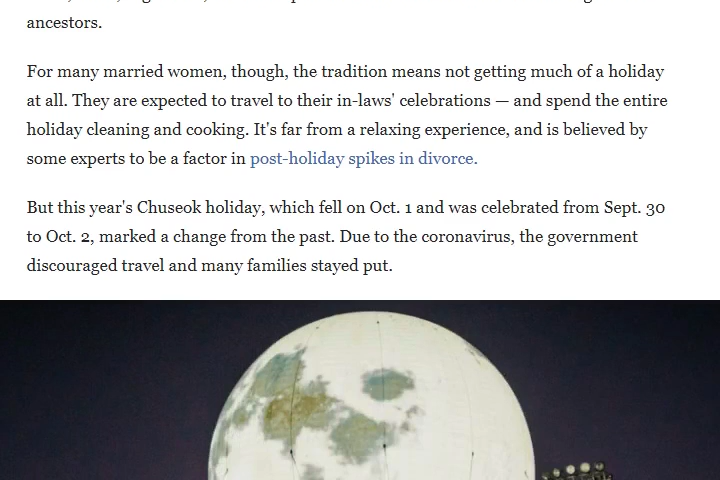 ancestors.
For many married women, though, the tradition means not getting much of a holiday
at all. They are expected to travel to their in-laws' celebrations — and spend the entire
holiday cleaning and cooking. It's far from a relaxing experience, and is believed by
some experts to be a factor in post-holiday spikes in divorce.
But this year's Chuseok holiday, which fell on Oct. 1 and was celebrated from Sept. 30
to Oct. 2, marked a change from the past. Due to the coronavirus, the government
discouraged travel and many families stayed put.